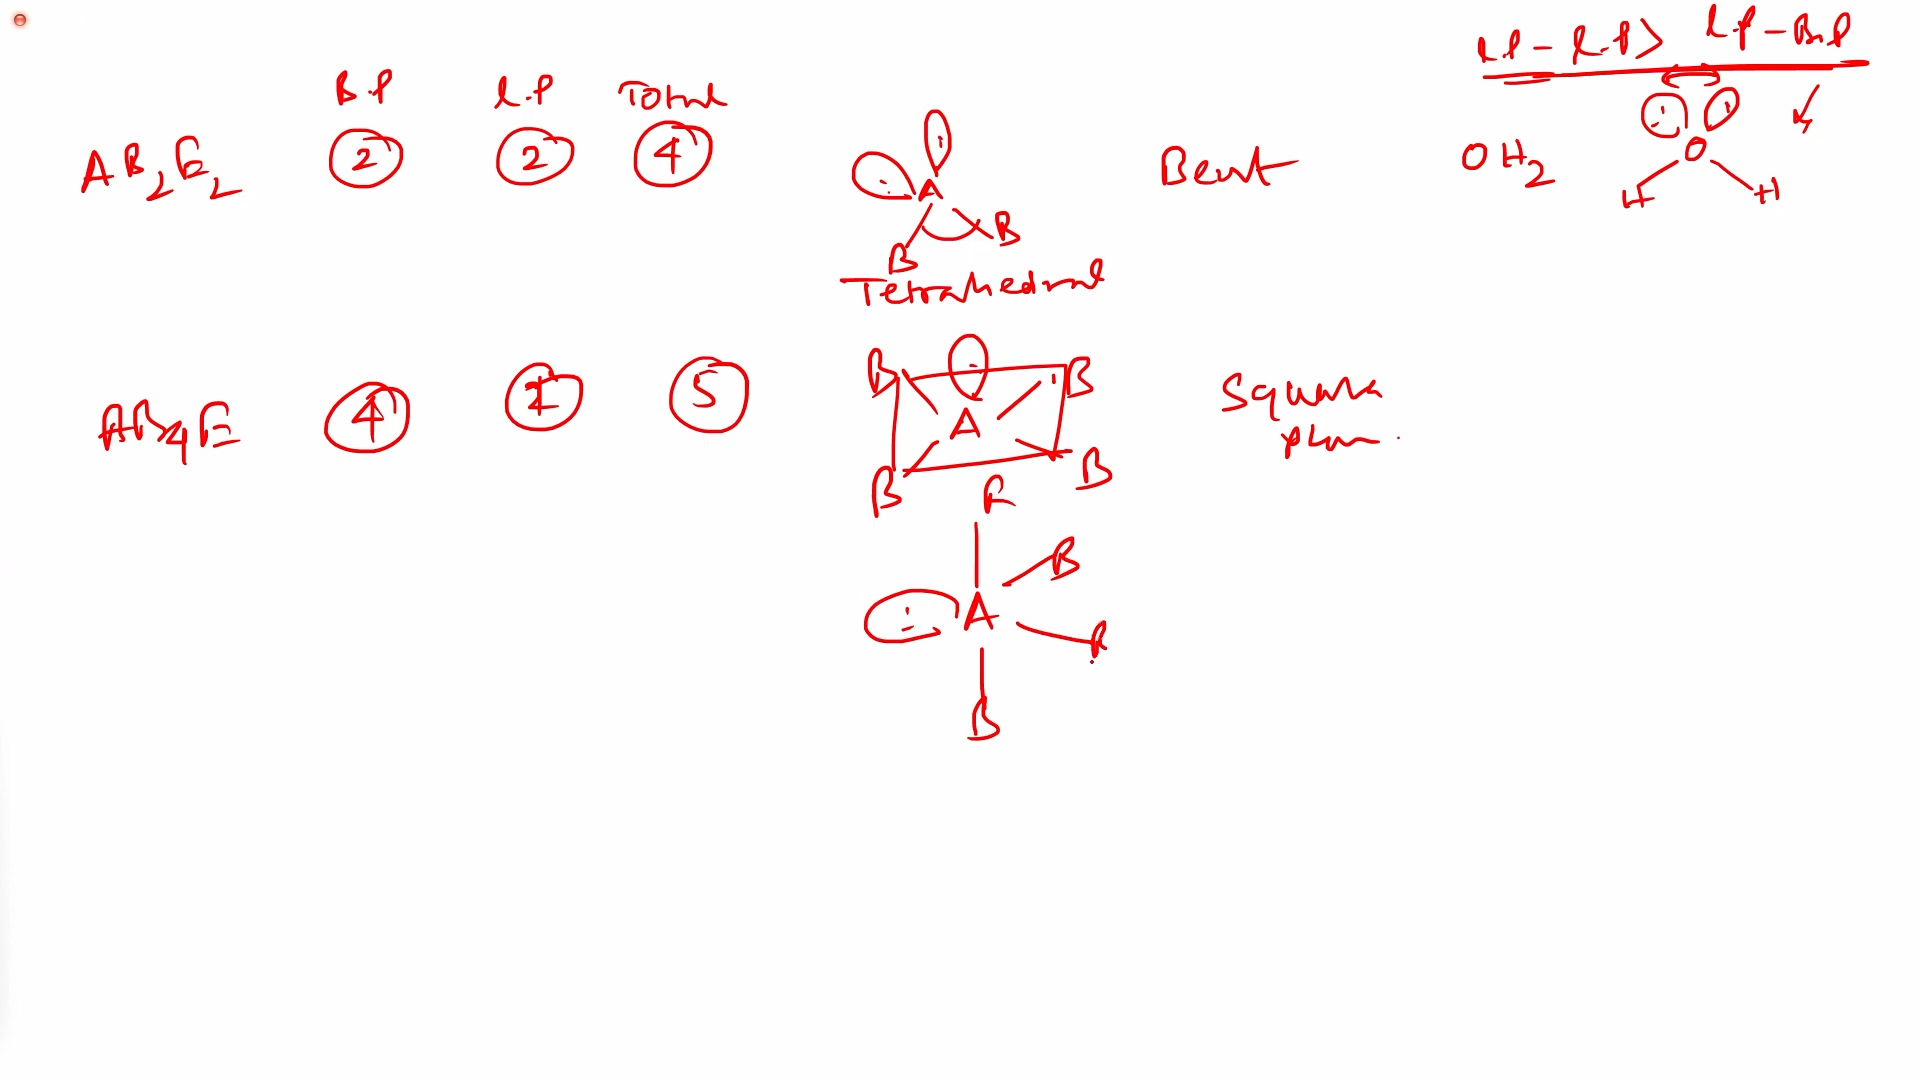 L.P - L.P > L.P - B.P
B.P L.P Total
AB₂E₂ 2 2 4 A B B Bent OH₂ O H H
Tetrahedral
AB₄E 4 1 5 B B A B B Square
plan.
B
B
A
B
B